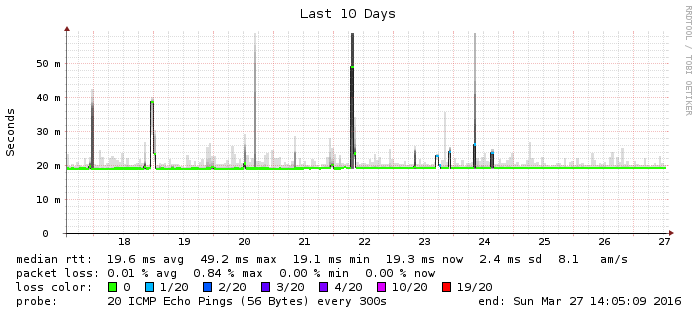 Last 10 Days
RRDTOOL / TOBI OETIKER
Seconds
50 m
40 m
30 m
20 m
10 m
0
18 19 20 21 22 23 24 25 26 27
median rtt: 19.6 ms avg 49.2 ms max 19.1 ms min 19.3 ms now 2.4 ms sd 8.1 am/s
packet loss: 0.01 % avg 0.84 % max 0.00 % min 0.00 % now
loss color: 0 1/20 2/20 3/20 4/20 10/20 19/20
probe: 20 ICMP Echo Pings (56 Bytes) every 300s end: Sun Mar 27 14:05:09 2016